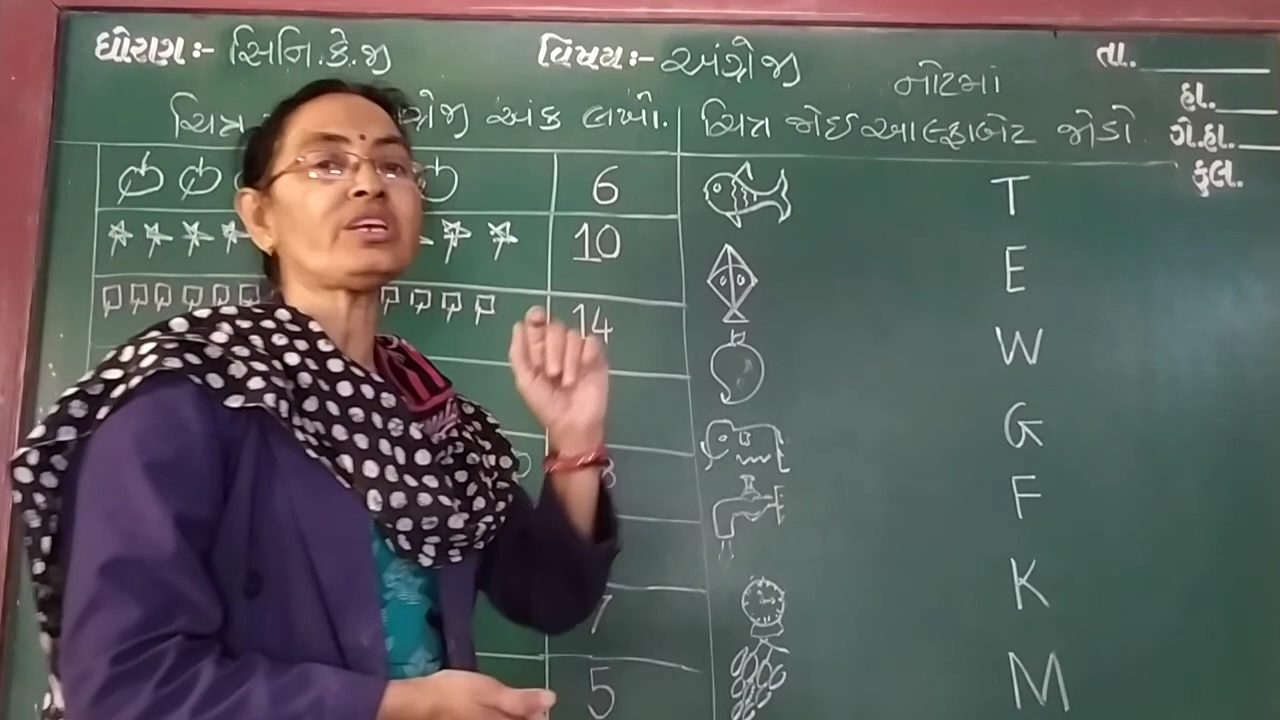 ધોરણ:- સિનિ.કે.જી
વિષય:- અંગ્રેજી
નોટમાં
તા.
હા.
ગે.હા.
કુલ.
ચિત્ર અંક લખો.
ચિત્ર જોઈ આલ્ફાબેટ જોડો
6
10
14
7
5
T
E
W
G
F
K
M